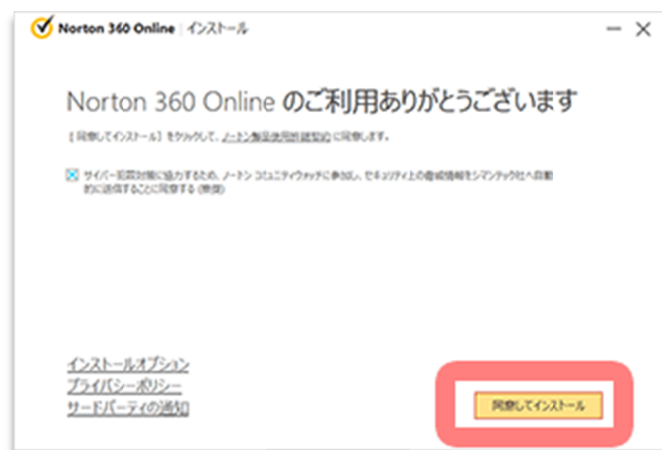 Norton 360 Online インストール
Norton 360 Online のご利用ありがとうございます
[ 同意してインストール ] をクリックして、ノートン製品使用許諾契約 に同意します。
サイバー犯罪対策に協力するため、ノートン コミュニティウォッチに参加し、セキュリティ上の脅威情報をシマンテック社へ自動
的に送信することに同意する (推奨)
インストールオプション
プライバシーポリシー
サードパーティの通知
同意してインストール